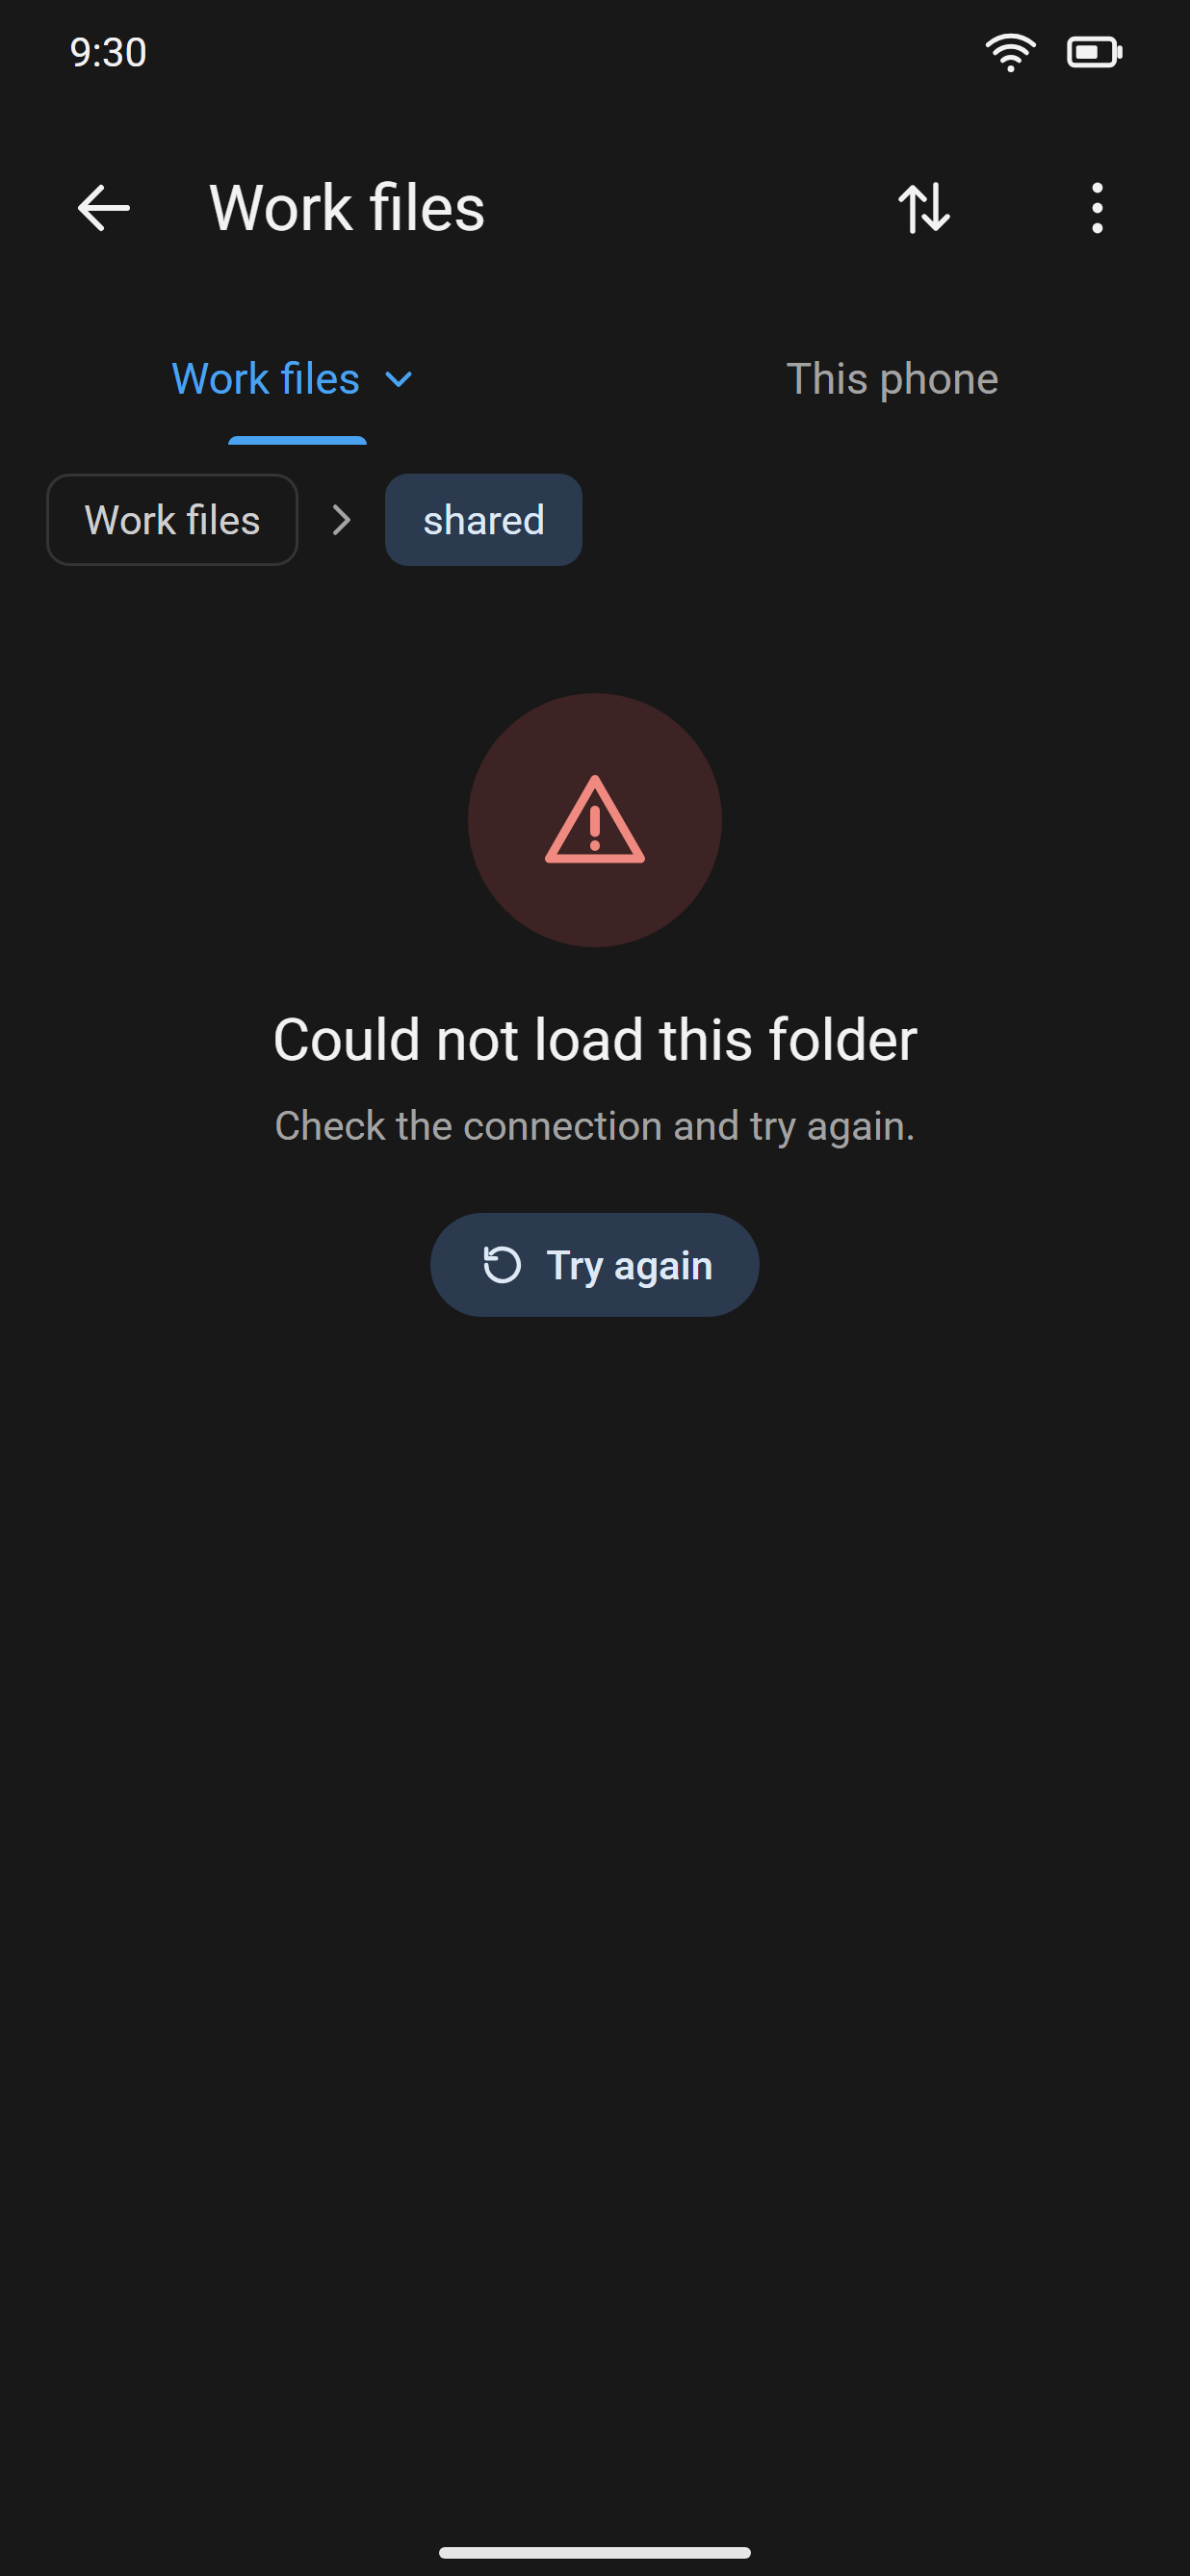 9:30
Work files
Work files
This phone
Work files
shared
Could not load this folder
Check the connection and try again.
Try again